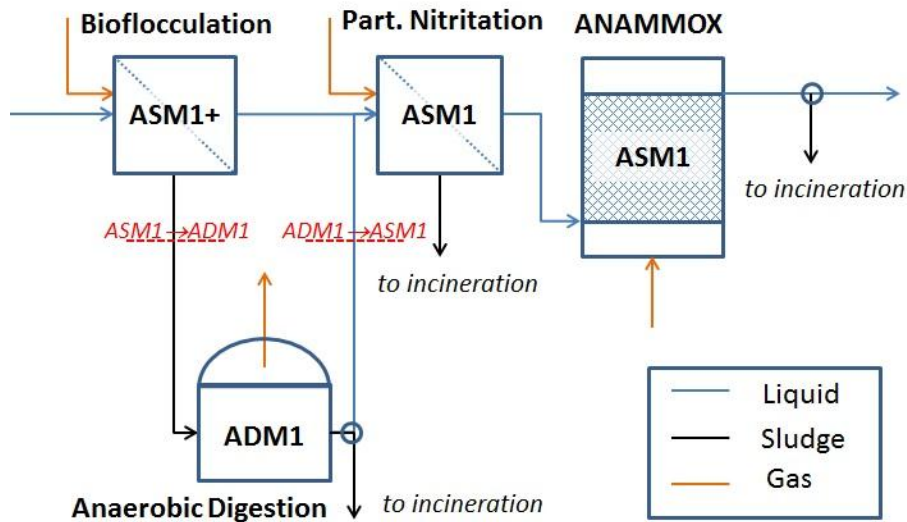 Bioflocculation
Part. Nitritation
ANAMMOX
ASM1+
ASM1
ASM1
to incineration
ASM1→ADM1
ADM1→ASM1
to incineration
ADM1
Anaerobic Digestion
to incineration
Liquid
Sludge
Gas